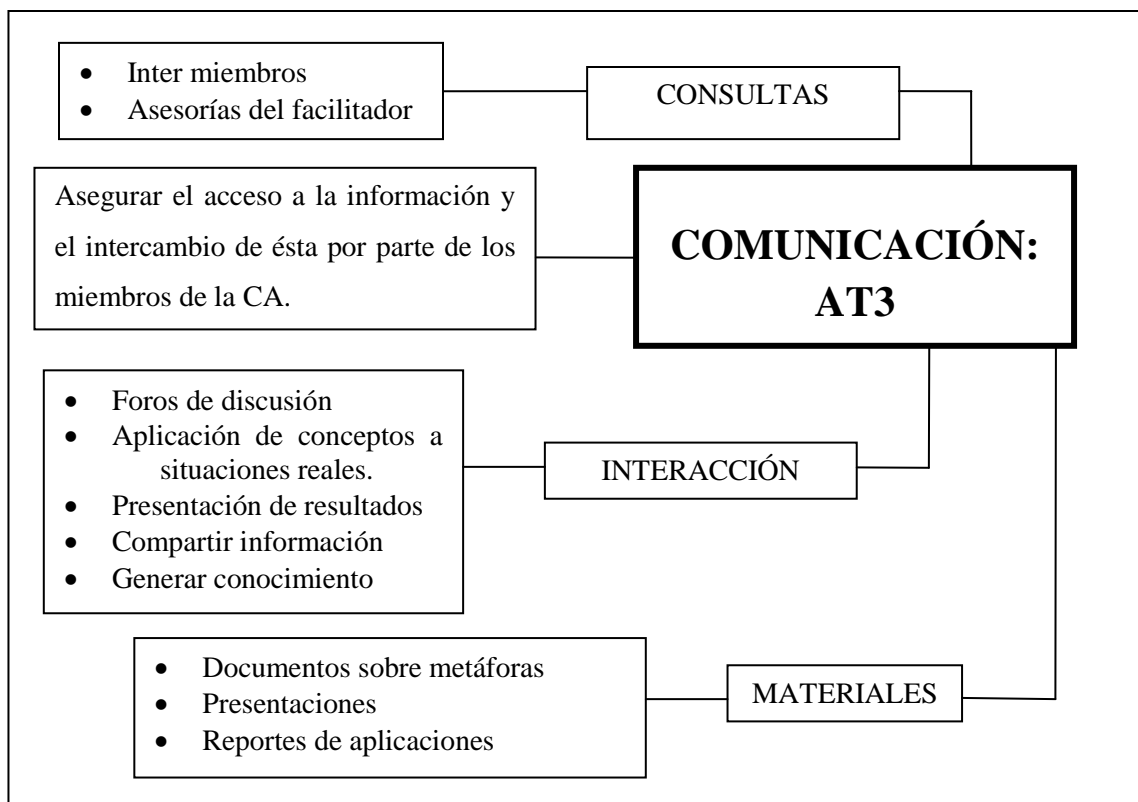 • Inter miembros
• Asesorías del facilitador
CONSULTAS
Asegurar el acceso a la información y
el intercambio de ésta por parte de los
miembros de la CA.
COMUNICACIÓN:
AT3
• Foros de discusión
• Aplicación de conceptos a
situaciones reales.
• Presentación de resultados
• Compartir información
• Generar conocimiento
INTERACCIÓN
• Documentos sobre metáforas
• Presentaciones
• Reportes de aplicaciones
MATERIALES